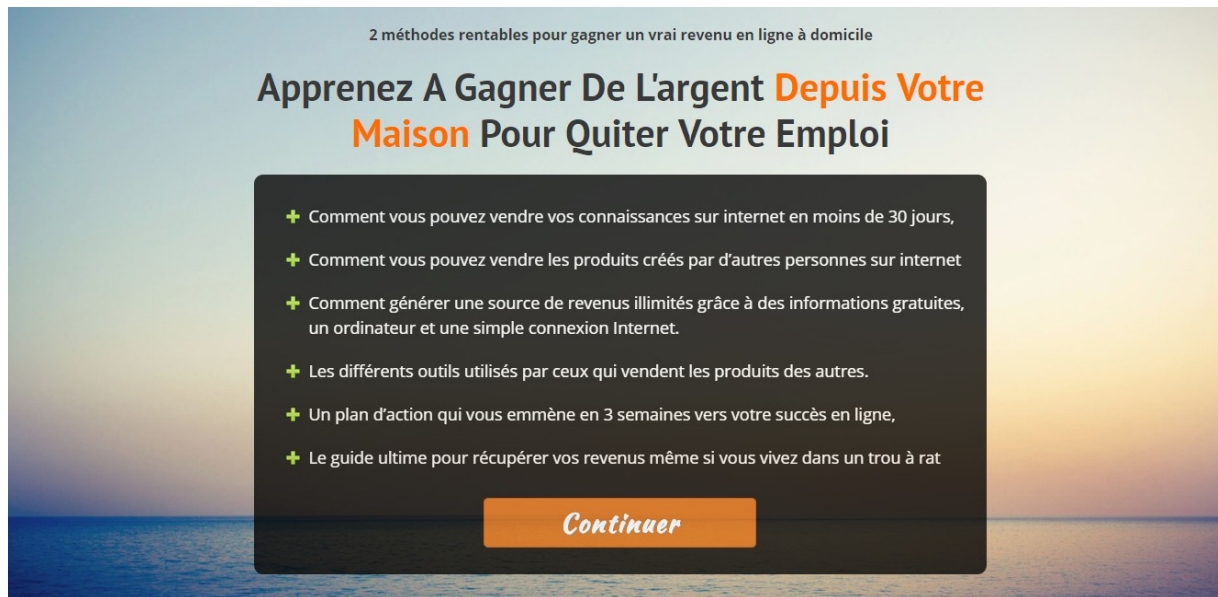 2 méthodes rentables pour gagner un vrai revenu en ligne à domicile
Apprenez A Gagner De L'argent Depuis Votre
Maison Pour Quiter Votre Emploi
Comment vous pouvez vendre vos connaissances sur internet en moins de 30 jours,
Comment vous pouvez vendre les produits créés par d’autres personnes sur internet
Comment générer une source de revenus illimités grâce à des informations gratuites,
un ordinateur et une simple connexion Internet.
Les différents outils utilisés par ceux qui vendent les produits des autres.
Un plan d’action qui vous emmène en 3 semaines vers votre succès en ligne,
Le guide ultime pour récupérer vos revenus même si vous vivez dans un trou à rat
Continuer